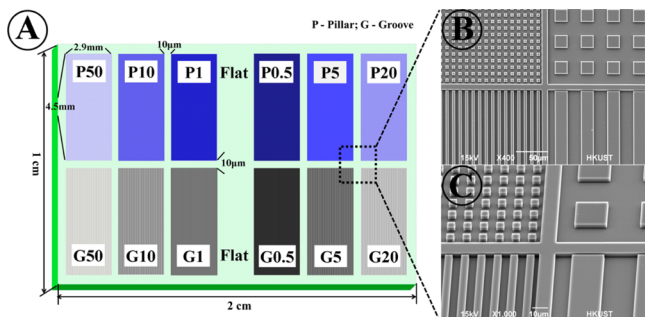 A
P - Pillar; G - Groove
2.9mm
10μm
P50
P10
P1
Flat
P0.5
P5
P20
4.5mm
1 cm
10μm
G50
G10
G1
Flat
G0.5
G5
G20
2 cm
B
15kV X400 50μm HKUST
C
15kV X1,000 10μm HKUST